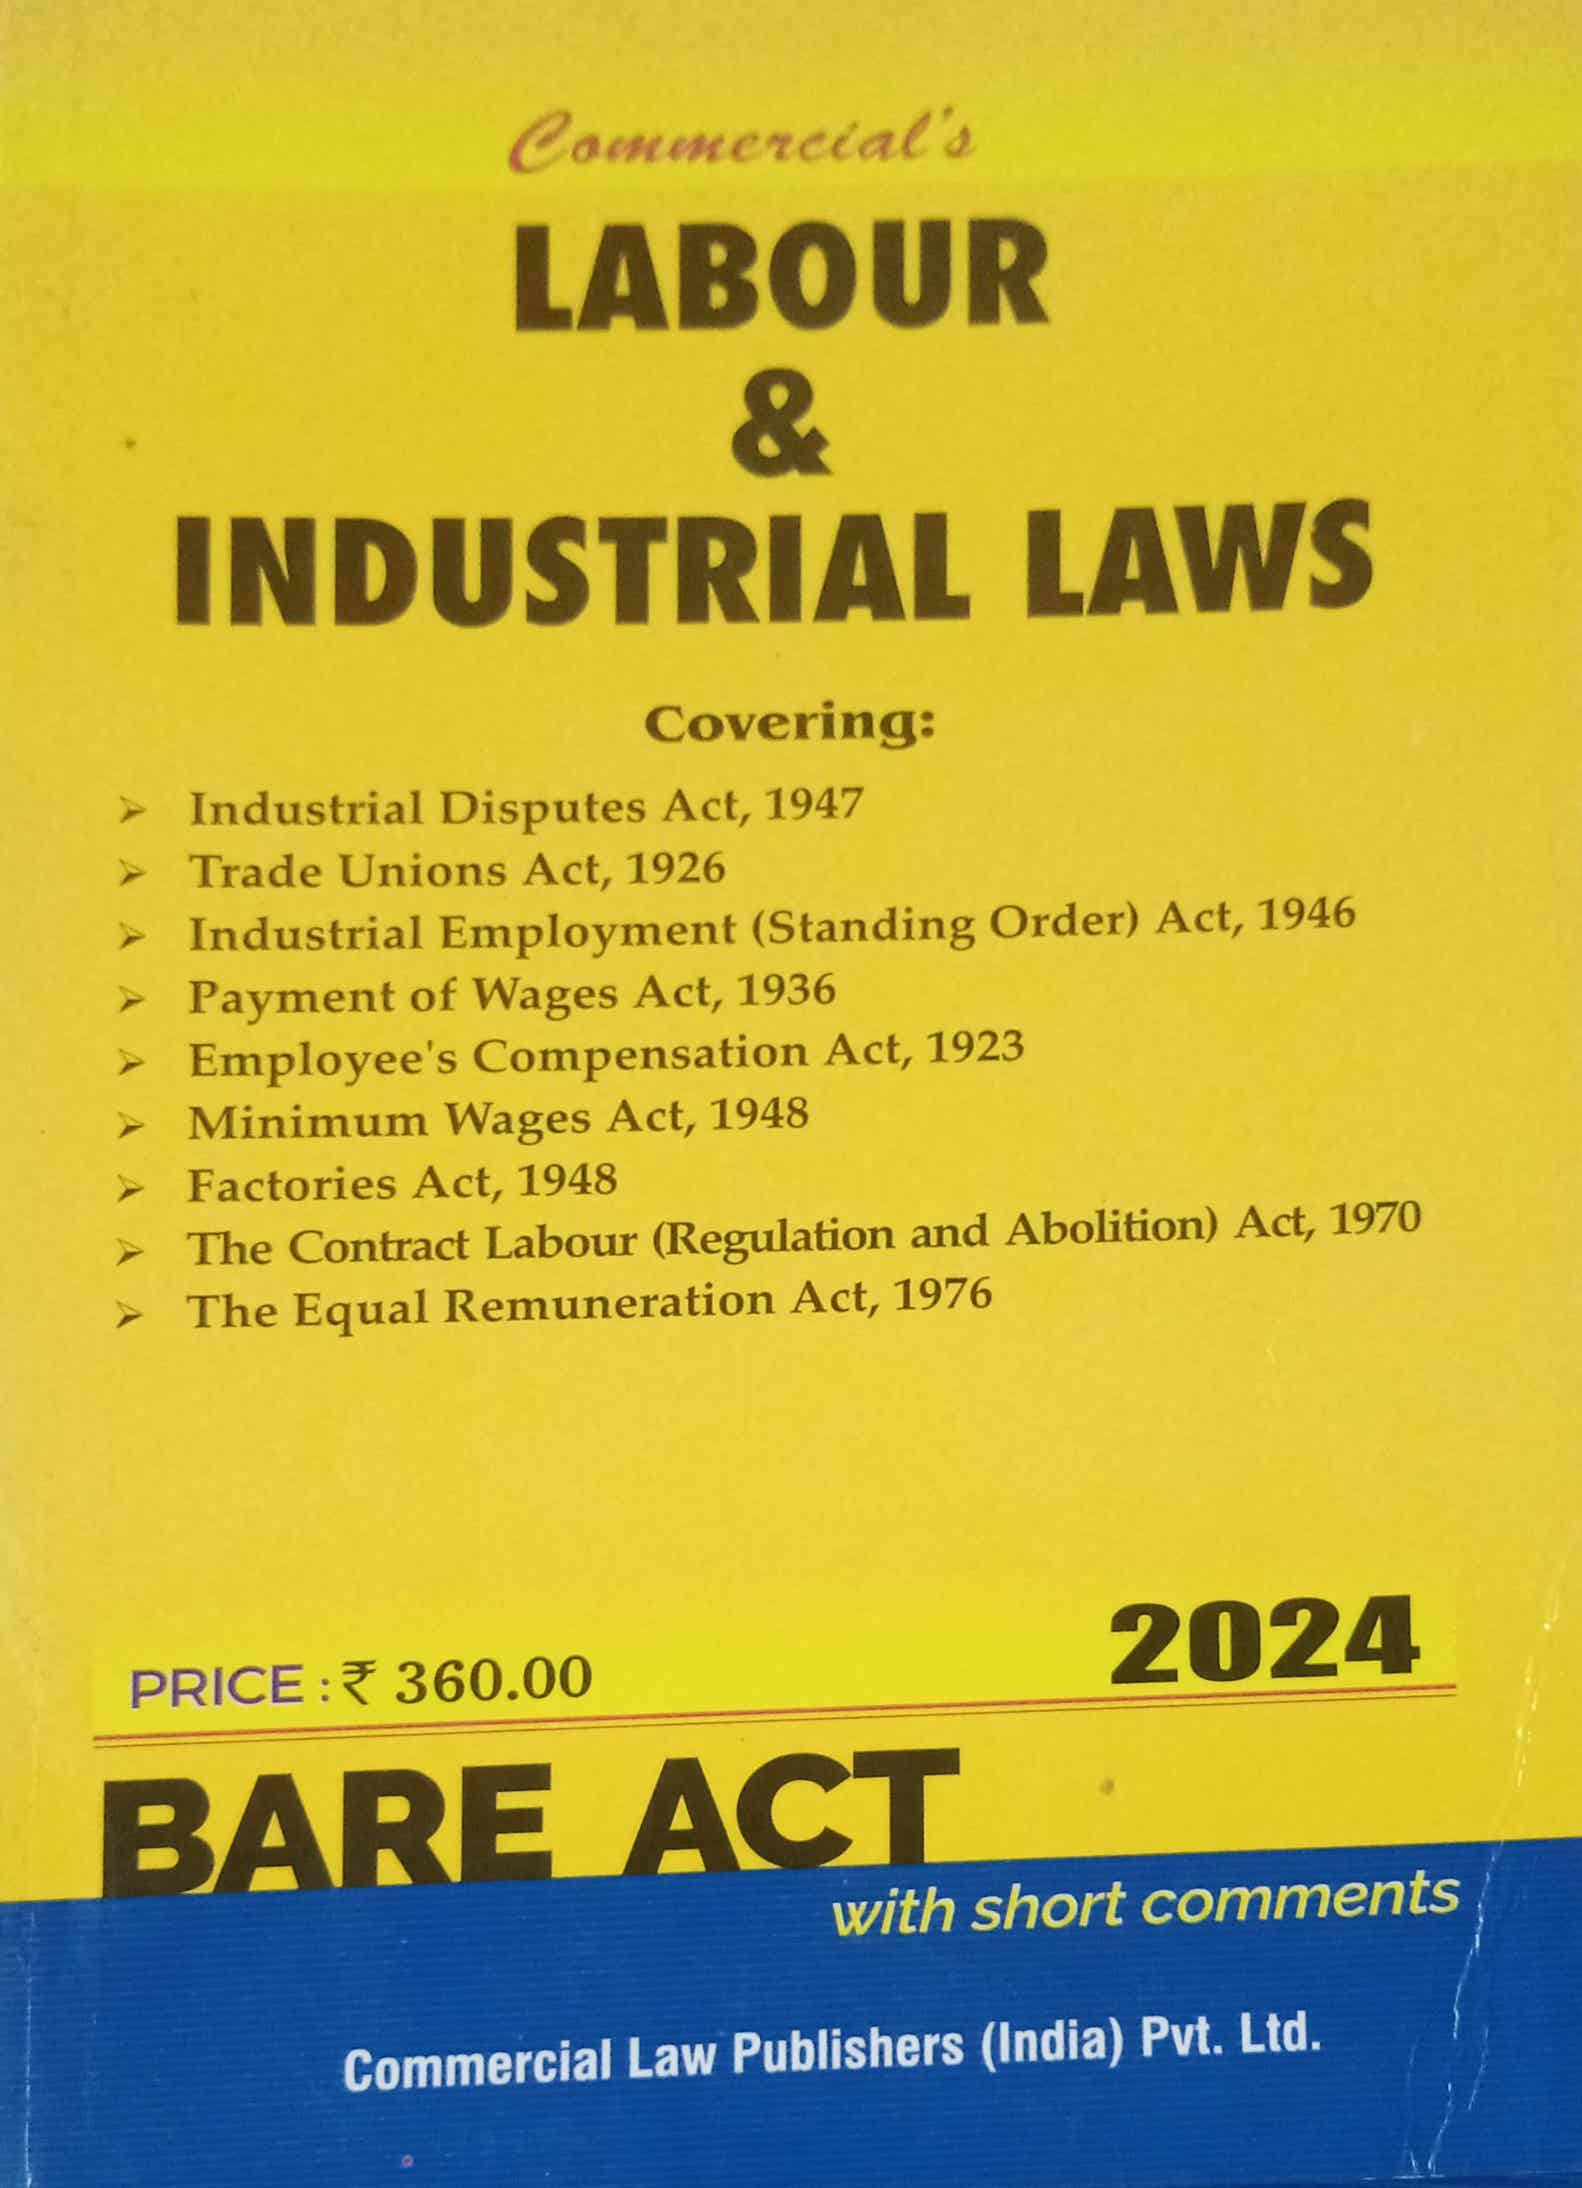 Commercial's
LABOUR
&
INDUSTRIAL LAWS
Covering:
➢ Industrial Disputes Act, 1947
➢ Trade Unions Act, 1926
➢ Industrial Employment (Standing Order) Act, 1946
➢ Payment of Wages Act, 1936
➢ Employee's Compensation Act, 1923
➢ Minimum Wages Act, 1948
➢ Factories Act, 1948
➢ The Contract Labour (Regulation and Abolition) Act, 1970
➢ The Equal Remuneration Act, 1976
PRICE : ₹ 360.00
2024
BARE ACT
with short comments
Commercial Law Publishers (India) Pvt. Ltd.